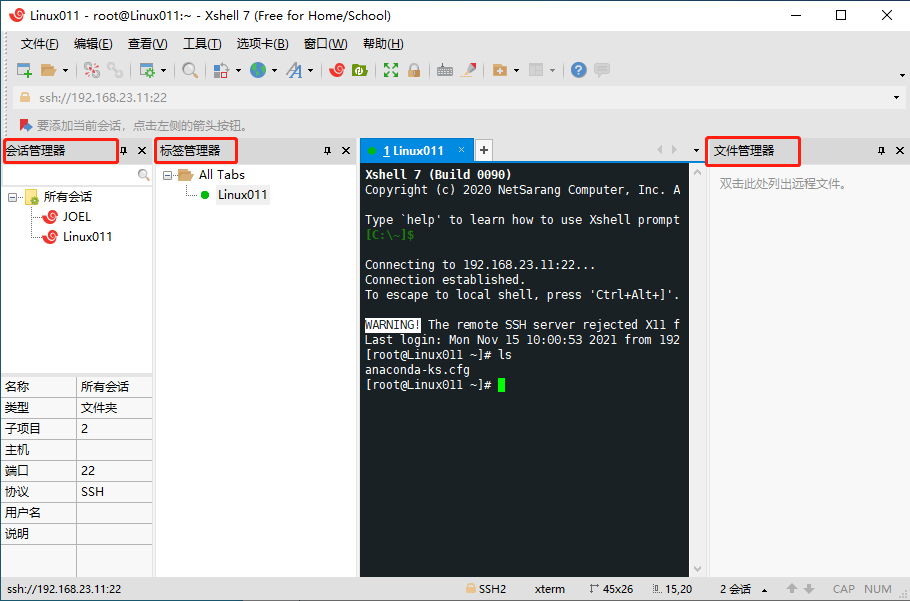 Linux011 - root@Linux011:~ - Xshell 7 (Free for Home/School)
文件(F) 编辑(E) 查看(V) 工具(T) 选项卡(B) 窗口(W) 帮助(H)
ssh://192.168.23.11:22
要添加当前会话，点击左侧的箭头按钮。
会话管理器
所有会话
JOEL
Linux011
名称 所有会话
类型 文件夹
子项目 2
主机
端口 22
协议 SSH
用户名
说明
标签管理器
All Tabs
Linux011
1 Linux011
Xshell 7 (Build 0090)
Copyright (c) 2020 NetSarang Computer, Inc. A
Type `help' to learn how to use Xshell prompt
[C:\~]$
Connecting to 192.168.23.11:22...
Connection established.
To escape to local shell, press 'Ctrl+Alt+]'.
WARNING! The remote SSH server rejected X11 f
Last login: Mon Nov 15 10:00:53 2021 from 192
[root@Linux011 ~]# ls
anaconda-ks.cfg
[root@Linux011 ~]#
文件管理器
双击此处列出远程文件。
ssh://192.168.23.11:22 SSH2 xterm 45x26 15,20 2 会话 CAP NUM